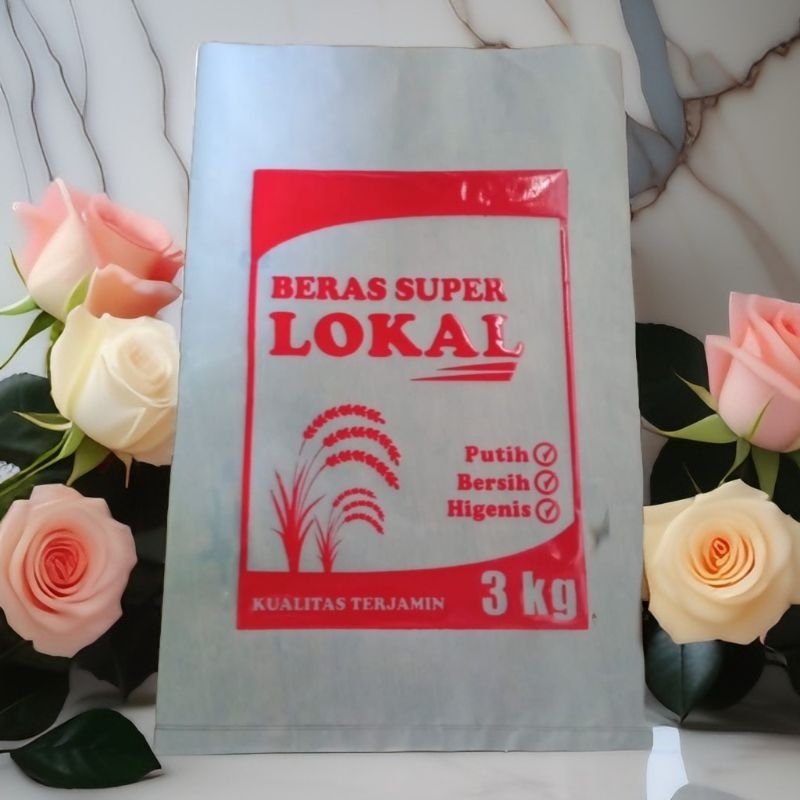 BERAS SUPER
LOKAL
Putih
Bersih
Higenis
KUALITAS TERJAMIN
3 kg